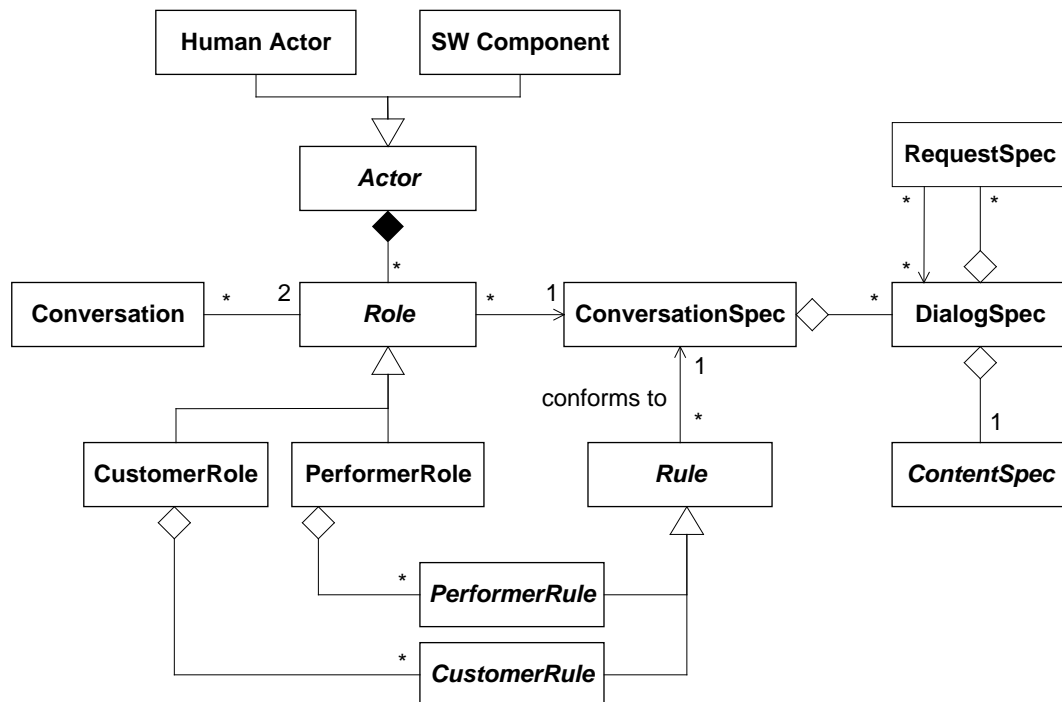 Human Actor
SW Component
Actor
RequestSpec
*
*
*
*
Conversation
*
2
Role
*
1
ConversationSpec
*
DialogSpec
1
conforms to
*
1
CustomerRole
PerformerRole
Rule
ContentSpec
*
PerformerRule
*
CustomerRule